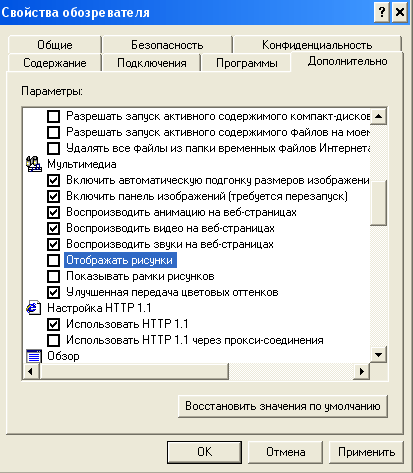 Свойства обозревателя
Общие Безопасность Конфиденциальность
Содержание Подключения Программы Дополнительно
Параметры:
Разрешать запуск активного содержимого компакт-дисков
Разрешать запуск активного содержимого файлов на
Удалять все файлы из папки временных файлов Интернета
Мультимедиа
Включить автоматическую подгонку размеров изображени
Включить панель изображений (требуется перезапуск)
Воспроизводить анимацию на веб-страницах
Воспроизводить видео на веб-страницах
Воспроизводить звуки на веб-страницах
Отображать рисунки
Показывать рамки рисунков
Улучшенная передача цветовых оттенков
Настройка HTTP 1.1
Использовать HTTP 1.1
Использовать HTTP 1.1 через прокси-соединения
Обзор
Восстановить значения по умолчанию
OK Отмена Применить